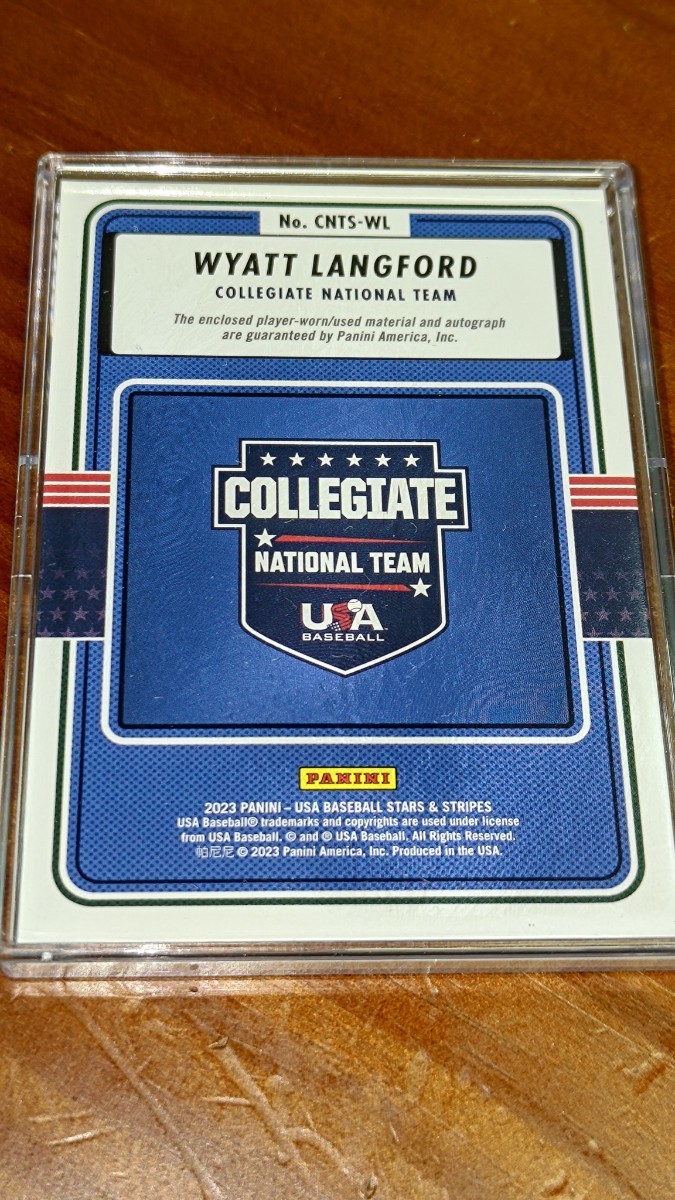 No. CNTS-WL
WYATT LANGFORD
COLLEGIATE NATIONAL TEAM
The enclosed player-worn/used material and autograph
are guaranteed by Panini America, Inc.
COLLEGIATE
NATIONAL TEAM
USA
BASEBALL
PANINI
2023 PANINI – USA BASEBALL STARS & STRIPES
USA Baseball® trademarks and copyrights are used under license
from USA Baseball. © and ® USA Baseball. All Rights Reserved.
帕尼尼 © 2023 Panini America, Inc. Produced in the USA.